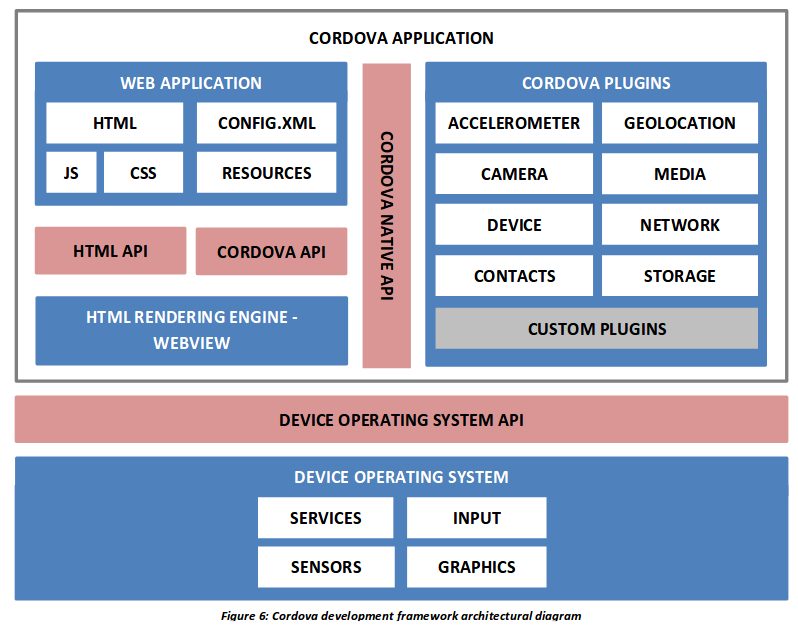 CORDOVA APPLICATION
WEB APPLICATION
HTML
CONFIG.XML
JS
CSS
RESOURCES
HTML API
CORDOVA API
HTML RENDERING ENGINE -
WEBVIEW
CORDOVA NATIVE API
CORDOVA PLUGINS
ACCELEROMETER
GEOLOCATION
CAMERA
MEDIA
DEVICE
NETWORK
CONTACTS
STORAGE
CUSTOM PLUGINS
DEVICE OPERATING SYSTEM API
DEVICE OPERATING SYSTEM
SERVICES
INPUT
SENSORS
GRAPHICS
Figure 6: Cordova development framework architectural diagram